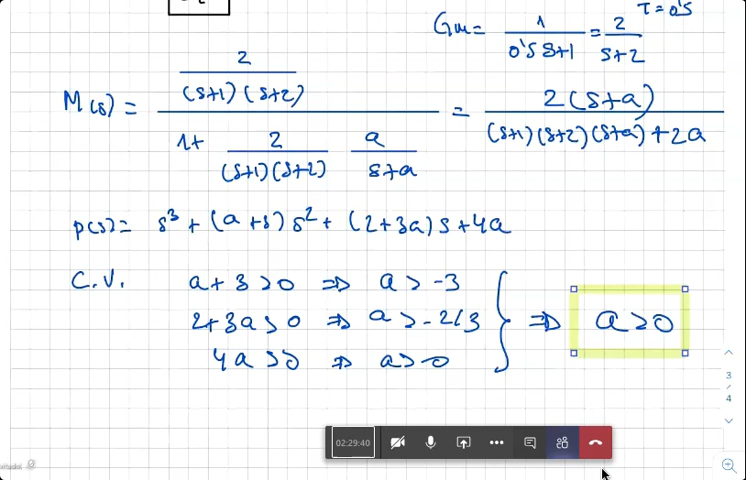 T = 0'5
Gm = 1 / (0'5 s+1) = 2 / (s+2)
M(s) = (2 / ((s+1)(s+2))) / (1 + 2 / ((s+1)(s+2)) a / (s+a)) = 2(s+a) / ((s+1)(s+2)(s+a) + 2a)
p(s) = s³ + (a+3)s² + (2+3a)s + 4a
C.V. a+3 > 0 ⇒ a > -3
2+3a > 0 ⇒ a > -2/3 } ⇒ a > 0
4a > 0 ⇒ a > 0
3
/
4
02:29:40